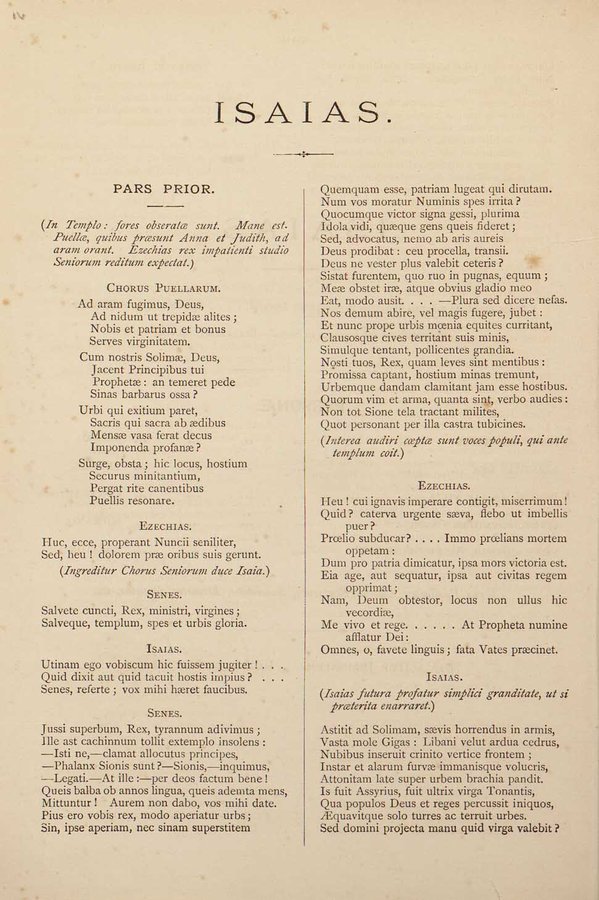 16
ISAIAS.
PARS PRIOR.
(In Templo: fores obseratæ sunt. Mane est.
Puellæ, quibus præsunt Anna et Judith, ad
aram orant. Ezechias rex impatienti studio
Seniorum reditum expectat.)
CHORUS PUELLARUM.
Ad aram fugimus, Deus,
Ad nidum ut trepidæ alites;
Nobis et patriam et bonus
Serves virginitatem.
Cum nostris Solimæ, Deus,
Jacent Principibus tui
Prophetæ: an temeret pede
Sinas barbarus ossa?
Urbi qui exitium paret,
Sacris qui sacra ab ædibus
Mensæ vasa ferat decus
Imponenda profanæ?
Surge, obsta; hic locus, hostium
Securus minitantium,
Pergat rite canentibus
Puellis resonare.
EZECHIAS.
Huc, ecce, properant Nuncii seniliter,
Sed, heu! dolorem præ oribus suis gerunt.
(Ingreditur Chorus Seniorum duce Isaia.)
SENES.
Salvete cuncti, Rex, ministri, virgines;
Salveque, templum, spes et urbis gloria.
ISAIAS.
Utinam ego vobiscum hic fuissem jugiter! . . .
Quid dixit aut quid tacuit hostis impius? . . .
Senes, referte; vox mihi hæret faucibus.
SENES.
Jussi superbum, Rex, tyrannum adivimus;
Ille ast cachinnum tollit extemplo insolens:
—Isti ne,—clamat allocutus principes,
—Phalanx Sionis sunt?—Sionis,—inquimus,
—Legati.—At ille:—per deos factum bene!
Queis balba ob annos lingua, queis ademta mens,
Mittuntur! Aurem non dabo, vos mihi date.
Pius ero vobis rex, modo aperiatur urbs;
Sin, ipse aperiam, nec sinam superstitem
Quemquam esse, patriam lugeat qui dirutam.
Num vos moratur Numinis spes irrita?
Quocumque victor signa gessi, plurima
Idola vidi, quæque gens queis fideret;
Sed, advocatus, nemo ab aris aureis
Deus prodibat: ceu procella, transii.
Deus ne vester plus valebit ceteris?
Sistat furentem, quo ruo in pugnas, equum;
Meæ obstet iræ, atque obvius gladio meo
Eat, modo ausit. . . . —Plura sed dicere nefas.
Nos demum abire, vel magis fugere, jubet:
Et nunc prope urbis mœnia equites curritant,
Clausosque cives territant suis minis,
Simulque tentant, pollicentes grandia.
Nosti tuos, Rex, quam leves sint mentibus:
Promissa captant, hostium minas tremunt,
Urbemque dandam clamitant jam esse hostibus.
Quorum vim et arma, quanta sint, verbo audies:
Non tot Sione tela tractant milites,
Quot personant per illa castra tubicines.
(Interea audiri cœptæ sunt voces populi, qui ante
templum coit.)
EZECHIAS.
Heu! cui ignavis imperare contigit, miserrimum!
Quid? caterva urgente sæva, flebo ut imbellis
puer?
Prœlio subducar? . . . . Immo prœlians mortem
oppetam:
Dum pro patria dimicatur, ipsa mors victoria est.
Eia age, aut sequatur, ipsa aut civitas regem
opprimat;
Nam, Deum obtestor, locus non ullus hic
vecordiæ,
Me vivo et rege. . . . . . At Propheta numine
afflatur Dei:
Omnes, o, favete linguis; fata Vates præcinet.
ISAIAS.
(Isaias futura profatur simplici granditate, ut si
præterita enarraret.)
Astitit ad Solimam, sævis horrendus in armis,
Vasta mole Gigas: Libani velut ardua cedrus,
Nubibus inseruit crinito vertice frontem;
Instar et alarum furvæ immanisque volucris,
Attonitam late super urbem brachia pandit.
Is fuit Assyrius, fuit ultrix virga Tonantis,
Qua populos Deus et reges percussit iniquos,
Æquavitque solo turres ac terruit urbes.
Sed domini projecta manu quid virga valebit?